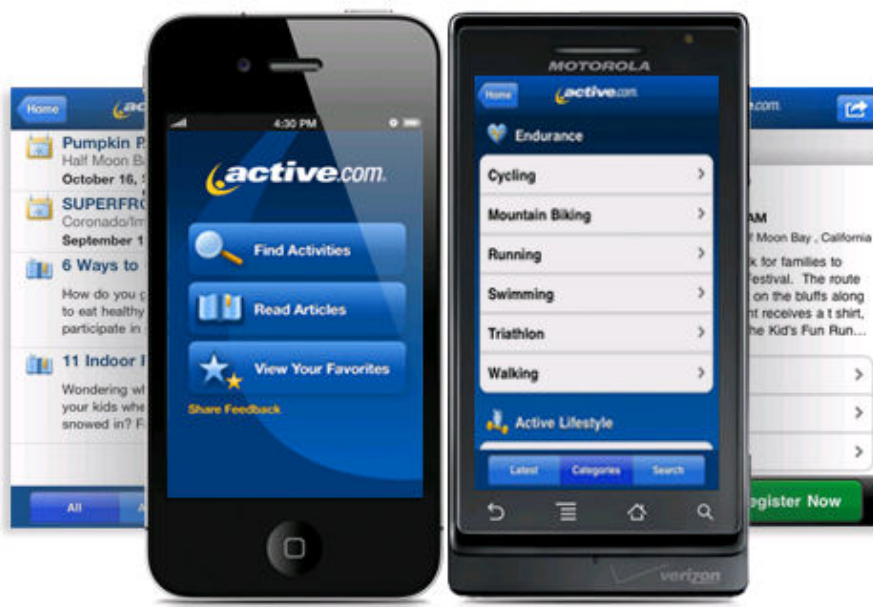 Home
Pumpkin P
Half Moon B
October 16,
SUPERFRO
Coronado/Im
September 1
6 Ways to
How do you
to eat healthy
participate in
11 Indoor
Wondering wh
your kids whe
snowed in? F
All
4:30 PM
active.com
Find Activities
Read Articles
View Your Favorites
Share Feedback
MOTOROLA
Home
active.com
Endurance
Cycling
Mountain Biking
Running
Swimming
Triathlon
Walking
Active Lifestyle
Latest Categories Search
verizon
.com
AM
f Moon Bay , California
k for families to
Festival. The route
on the bluffs along
nt receives a t shirt,
he Kid's Fun Run...
egister Now